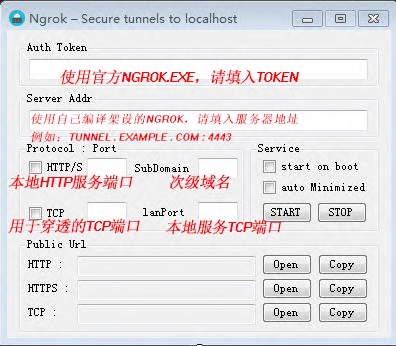 Ngrok – Secure tunnels to localhost
Auth Token
使用官方NGROK.EXE，请填入TOKEN
Server Addr
使用自己编译架设的NGROK，请填入服务器地址
例如：TUNNEL.EXAMPLE.COM:4443
Protocol : Port
Service
HTTP/S
SubDomain
start on boot
本地HTTP服务端口
次级域名
auto Minimized
TCP
lanPort
START
STOP
用于穿透的TCP端口
本地服务TCP端口
Public Url
HTTP :
Open
Copy
HTTPS :
Open
Copy
TCP :
Open
Copy